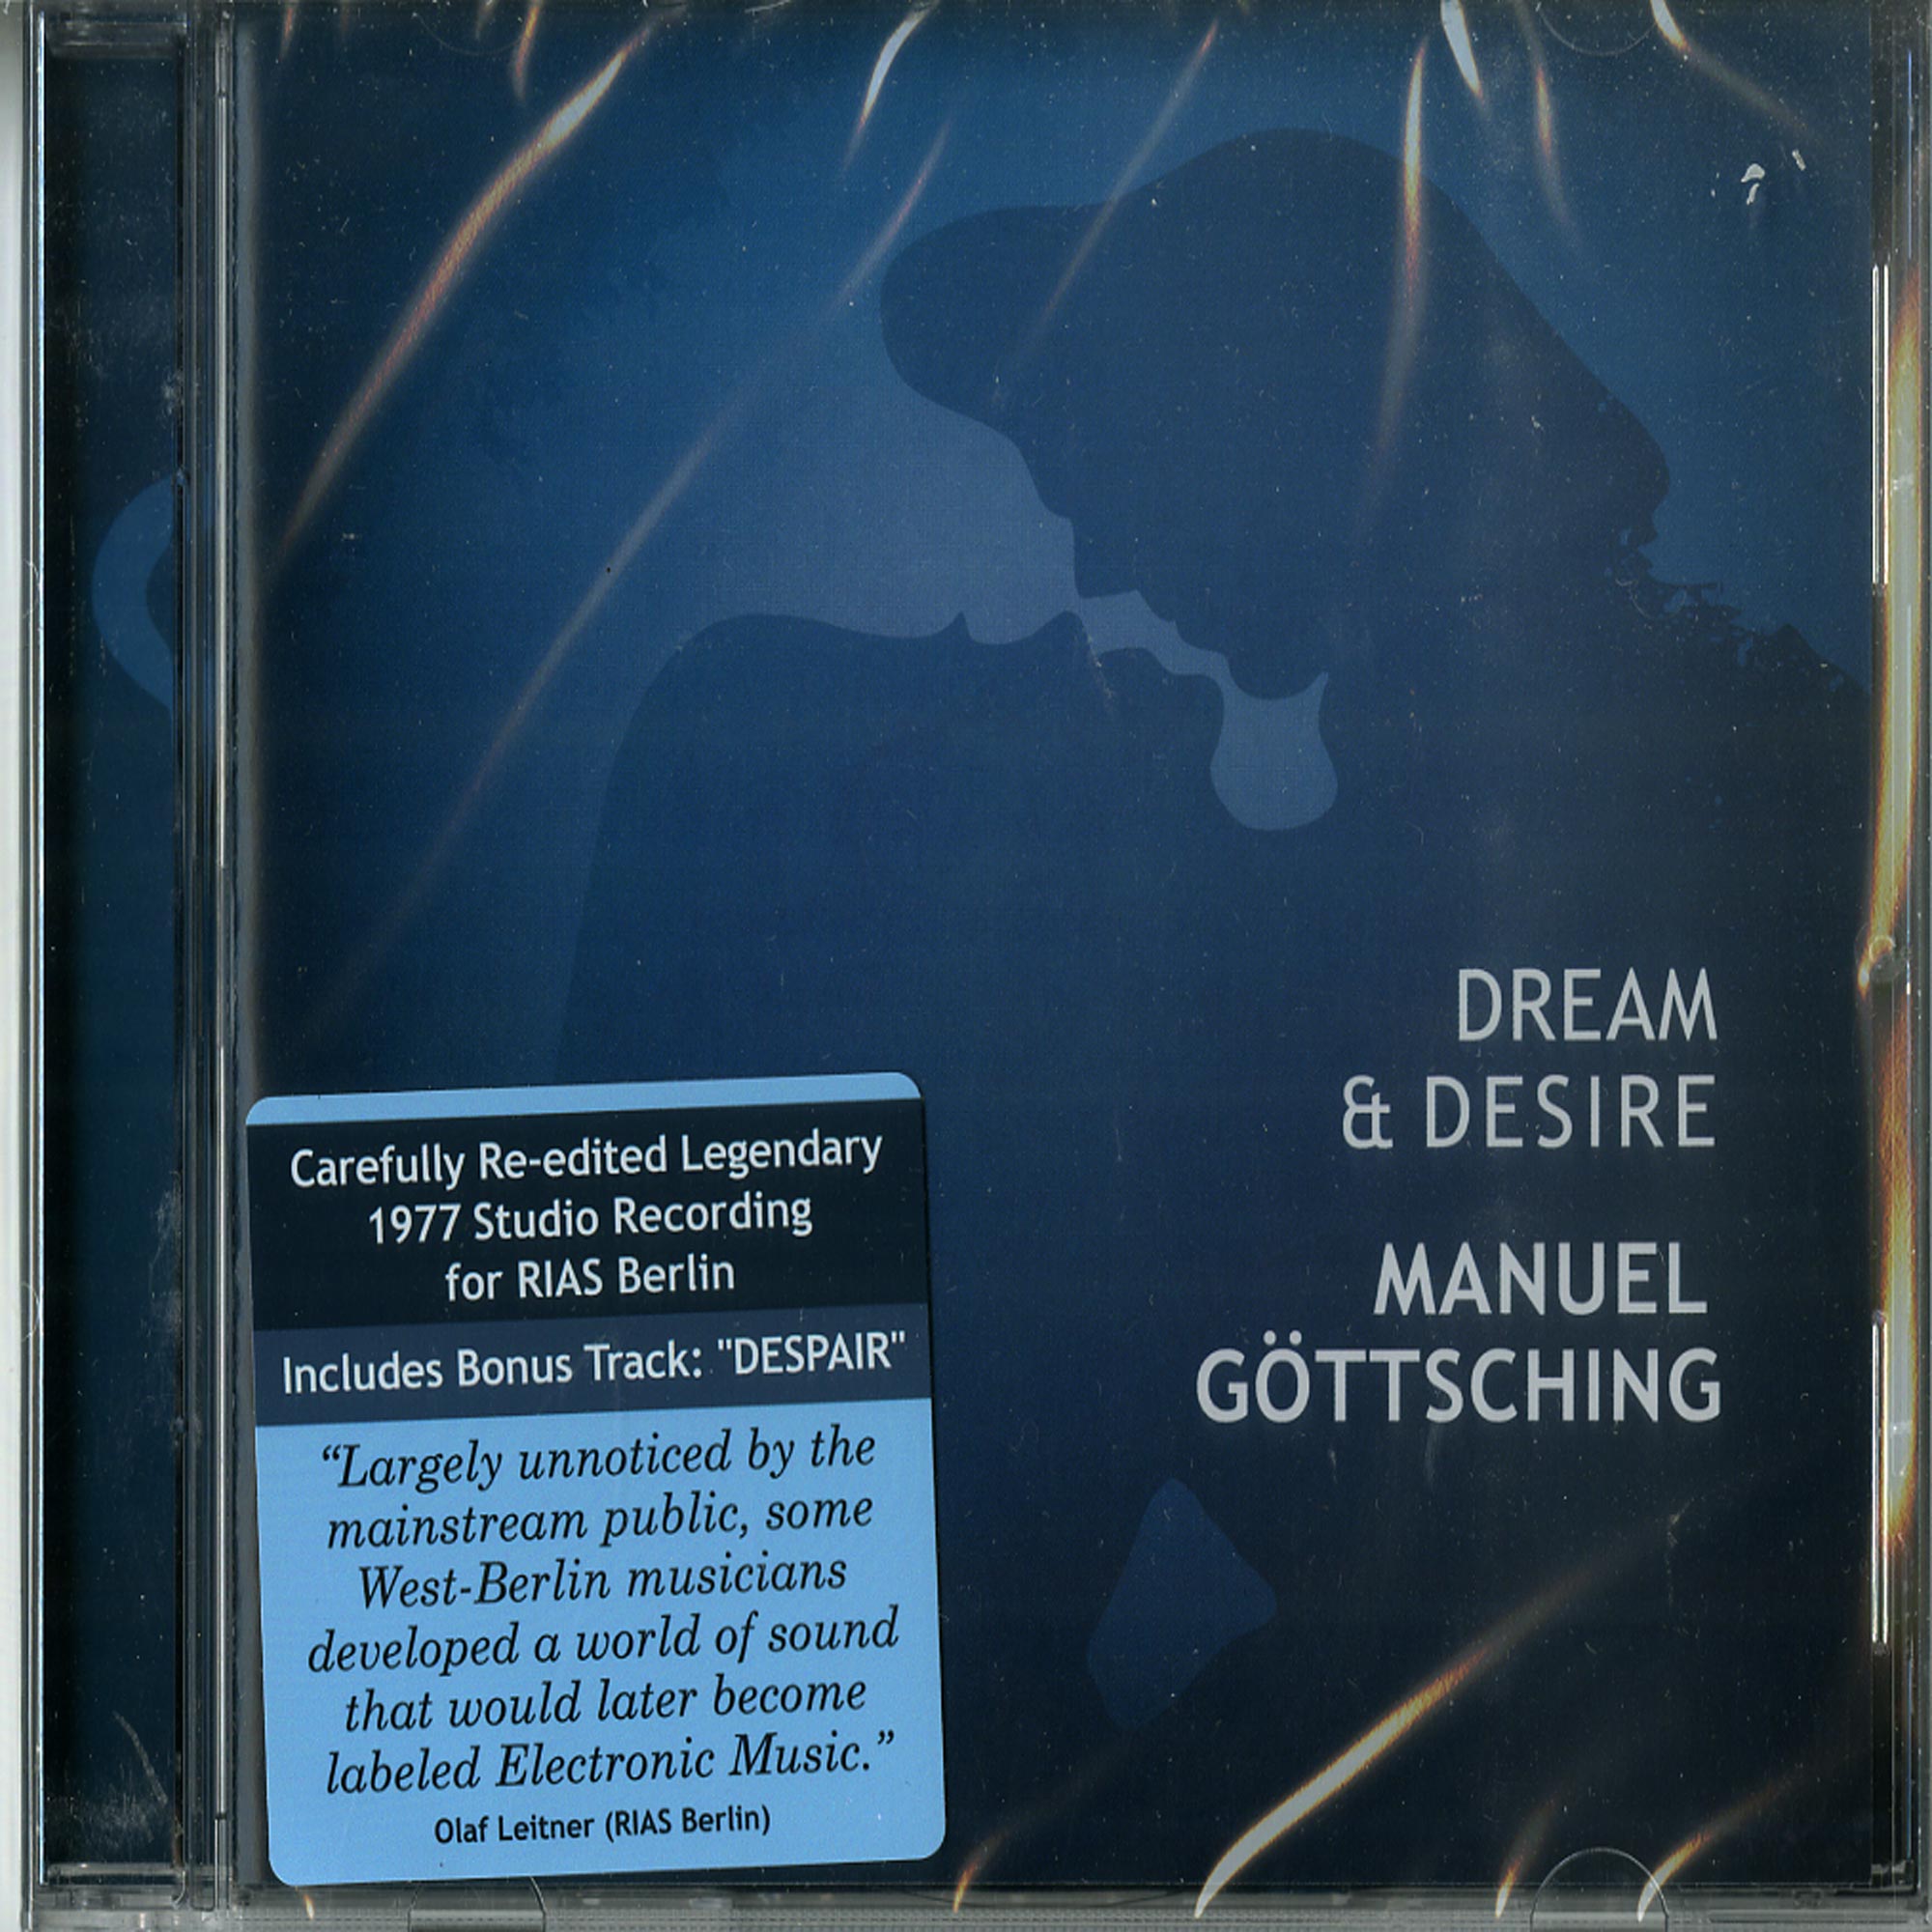 DREAM
& DESIRE
MANUEL
GÖTTSCHING
Carefully Re-edited Legendary
1977 Studio Recording
for RIAS Berlin
Includes Bonus Track: "DESPAIR"
“Largely unnoticed by the
mainstream public, some
West-Berlin musicians
developed a world of sound
that would later become
labeled Electronic Music.”
Olaf Leitner (RIAS Berlin)